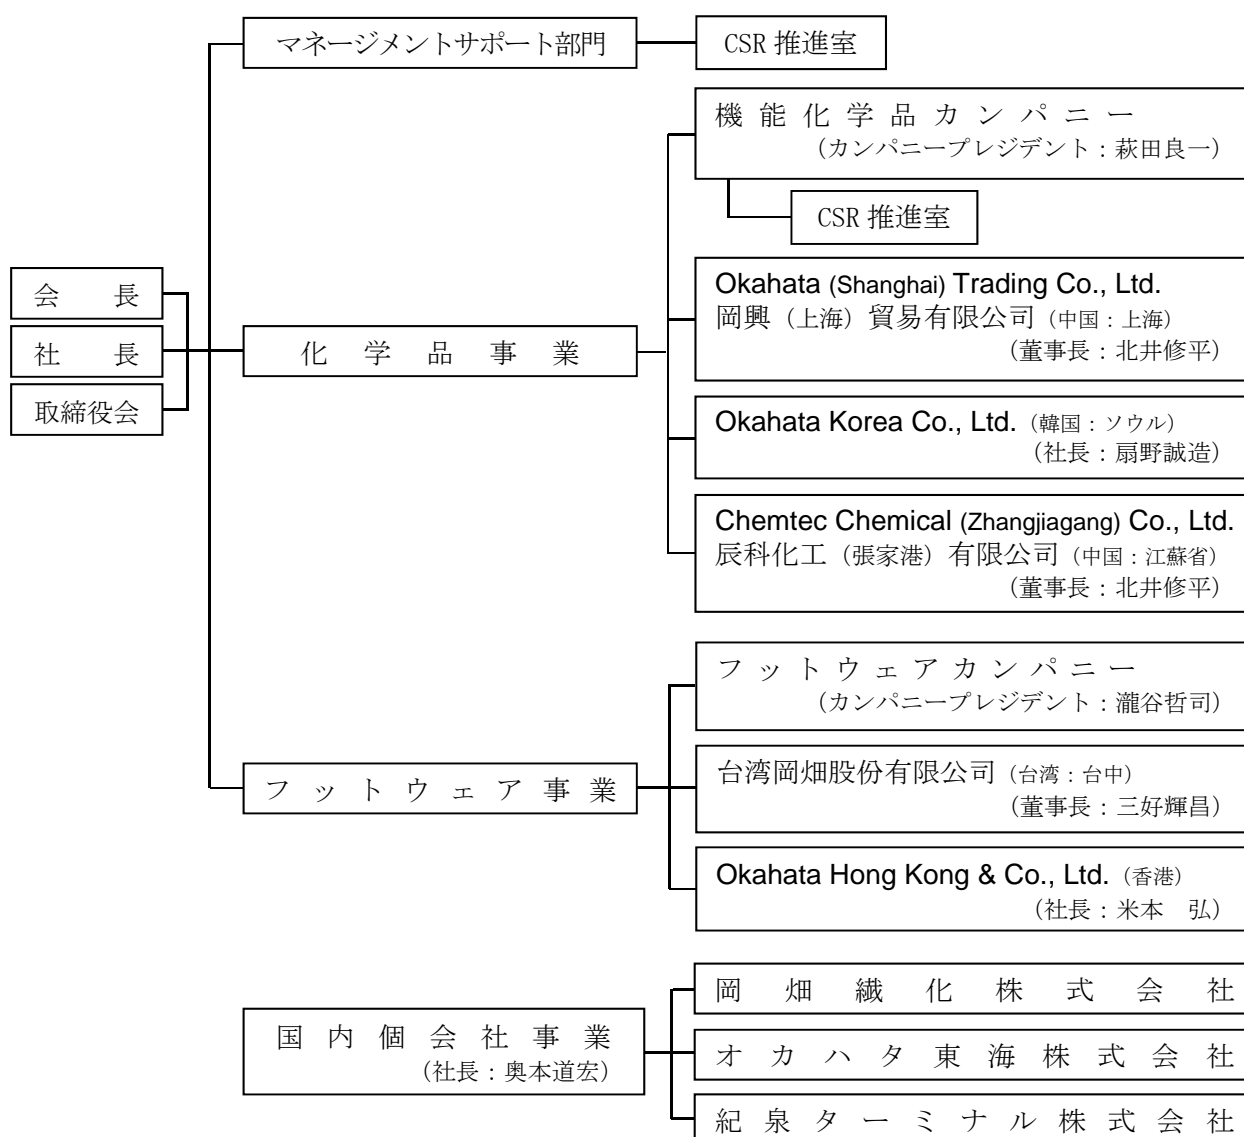 マネージメントサポート部門
CSR 推進室
機能化学品カンパニー
(カンパニープレジデント：萩田良一)
CSR 推進室
会長
社長
取締役会
化学品事業
Okahata (Shanghai) Trading Co., Ltd.
岡興（上海）貿易有限公司（中国：上海）
（董事長：北井修平）
Okahata Korea Co., Ltd.（韓国：ソウル）
（社長：扇野誠造）
Chemtec Chemical (Zhangjiagang) Co., Ltd.
辰科化工（張家港）有限公司（中国：江蘇省）
（董事長：北井修平）
フットウェア事業
フットウェアカンパニー
（カンパニープレジデント：瀧谷哲司）
台湾岡畑股份有限公司（台湾：台中）
（董事長：三好輝昌）
Okahata Hong Kong & Co., Ltd.（香港）
（社長：米本　弘）
国内個会社事業
（社長：奥本道宏）
岡畑繊化株式会社
オカハタ東海株式会社
紀泉ターミナル株式会社